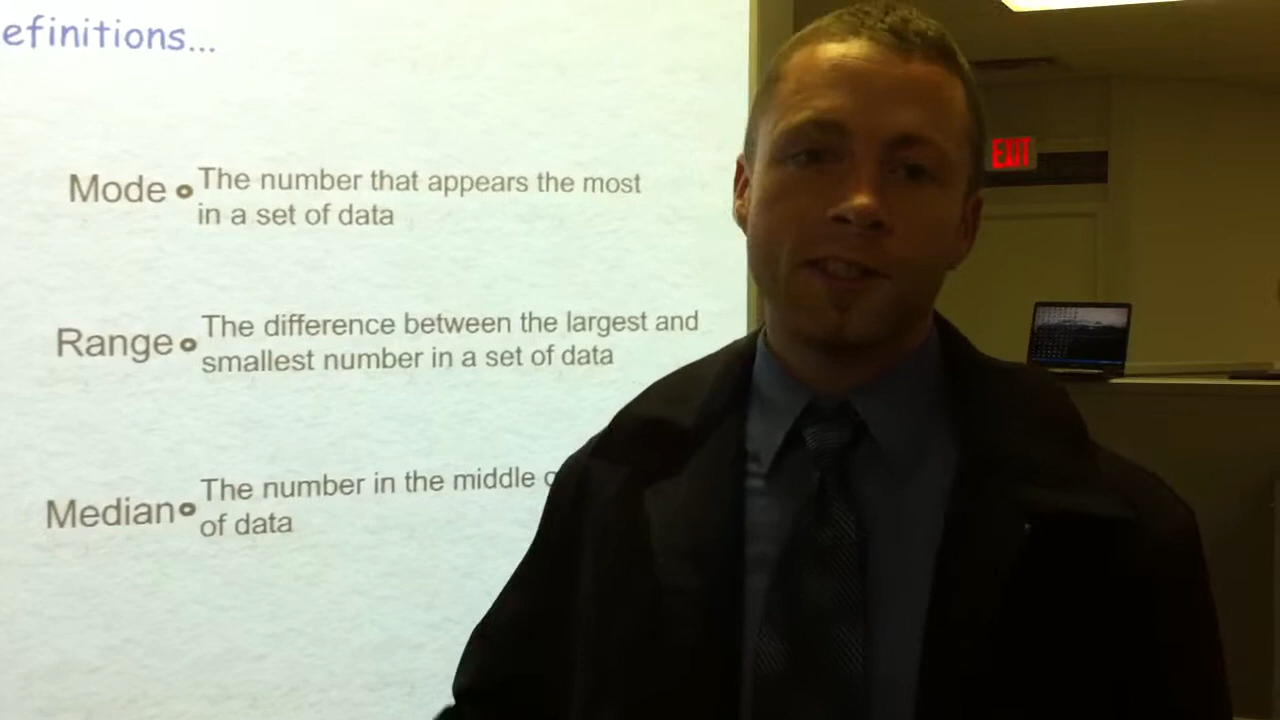 efinitions...
Mode The number that appears the most
in a set of data
Range The difference between the largest and
smallest number in a set of data
Median The number in the middle
of data
EXIT